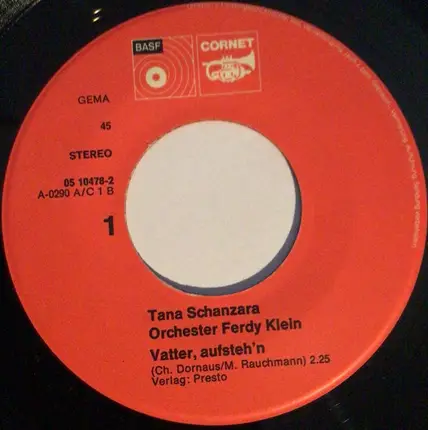 BASF
CORNET
GEMA
45
STEREO
05 10478-2
A-0290 A/C 1 B
1
Tana Schanzara
Orchester Ferdy Klein
Vatter, aufsteh'n
(Ch. Dornaus/M. Rauchmann) 2.25
Verlag: Presto